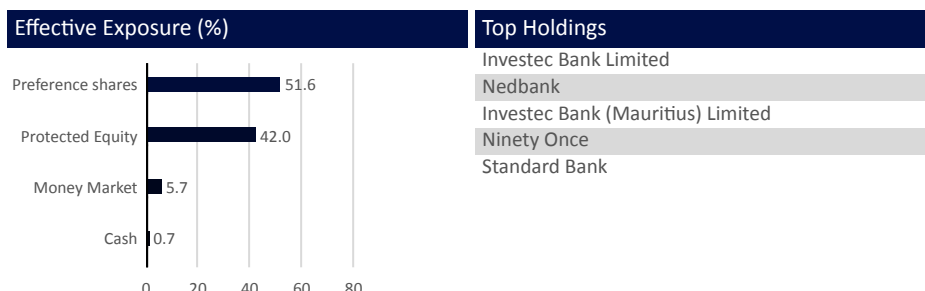 Effective Exposure (%)
Preference shares 51.6
Protected Equity 42.0
Money Market 5.7
Cash 0.7
0 20 40 60 80
Top Holdings
Investec Bank Limited
Nedbank
Investec Bank (Mauritius) Limited
Ninety Once
Standard Bank